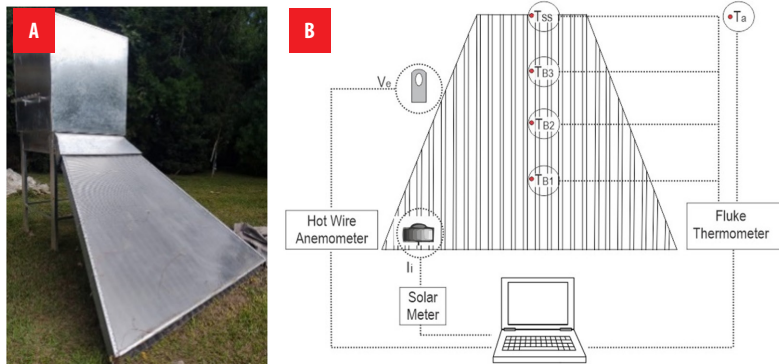 A
B
Tss
Ta
TB3
Ve
TB2
TB1
Hot Wire
Anemometer
Fluke
Thermometer
Ii
Solar
Meter